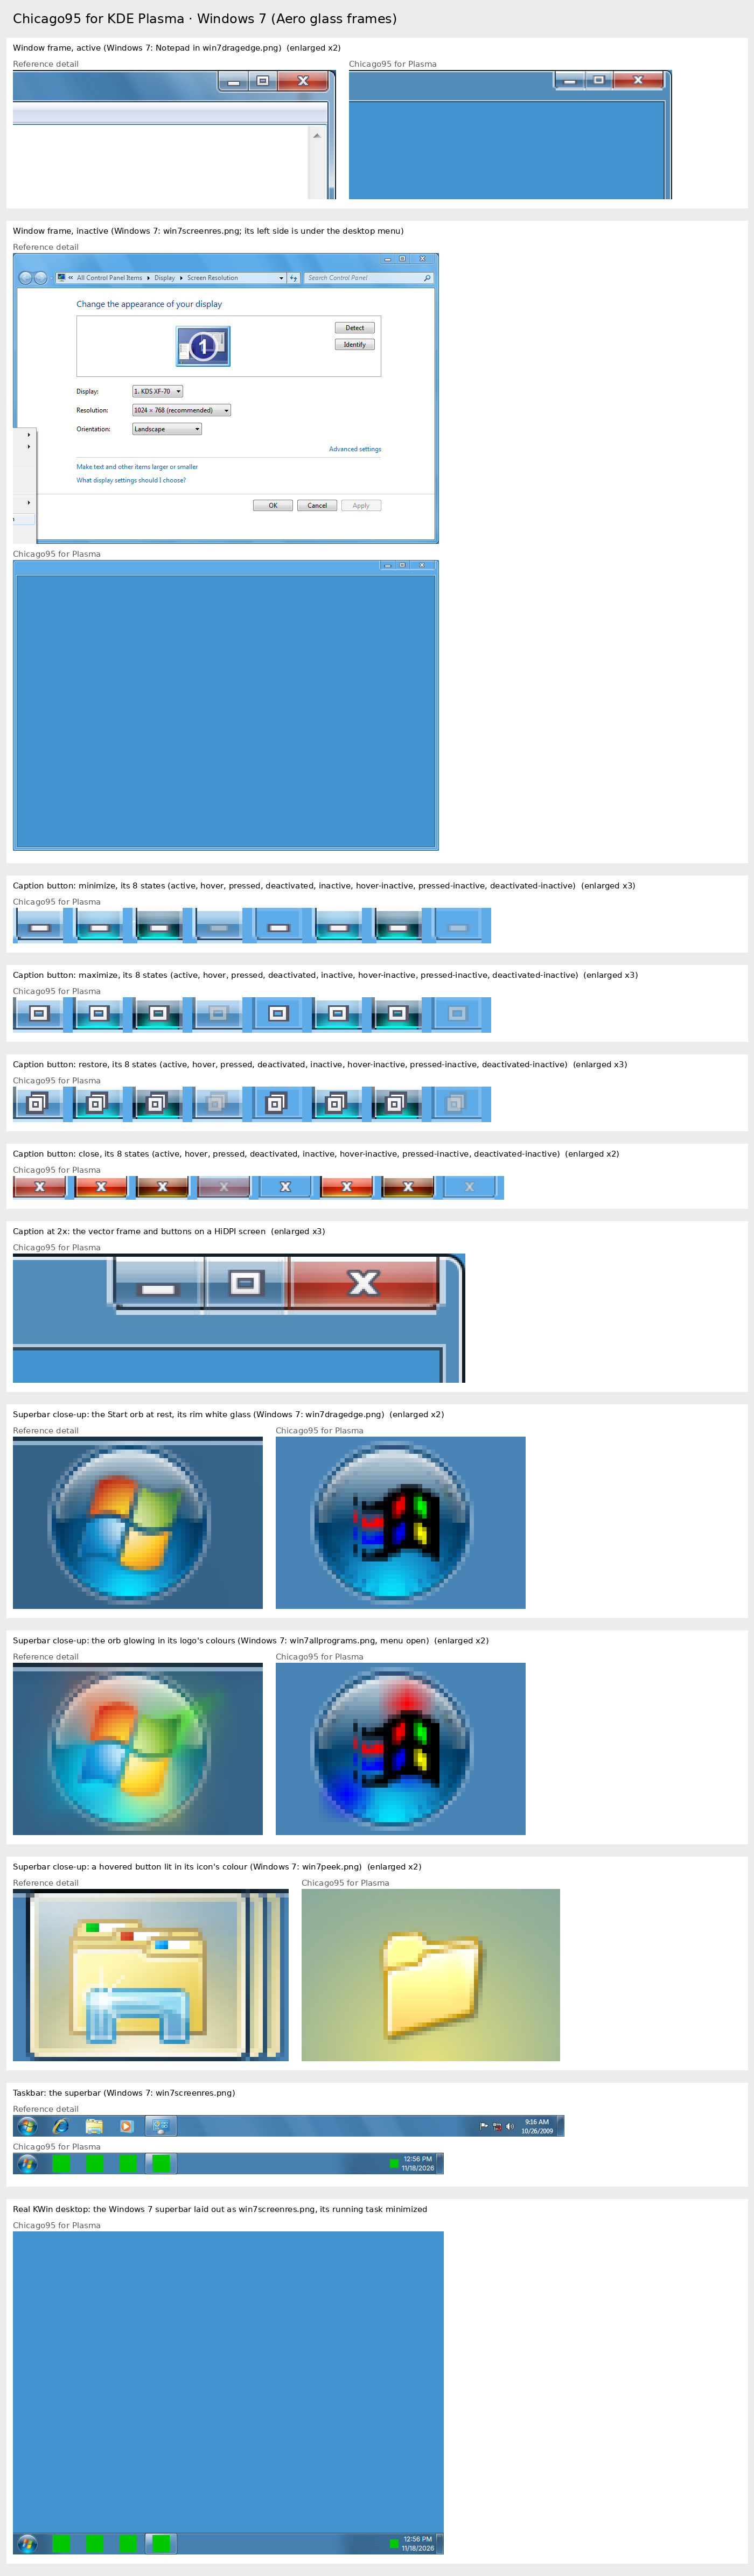 Chicago95 for KDE Plasma · Windows 7 (Aero glass frames)
Window frame, active (Windows 7: Notepad in win7dragedge.png)  (enlarged x2)
Reference detail
Chicago95 for Plasma
Window frame, inactive (Windows 7: win7screenres.png; its left side is under the desktop menu)
Reference detail
« All Control Panel Items ▸ Display ▸ Screen Resolution
Search Control Panel
Change the appearance of your display
1
Detect
Identify
Display:
1. KDS XF-70
Resolution:
1024 × 768 (recommended)
Orientation:
Landscape
Advanced settings
Make text and other items larger or smaller
What display settings should I choose?
OK
Cancel
Apply
Chicago95 for Plasma
Caption button: minimize, its 8 states (active, hover, pressed, deactivated, inactive, hover-inactive, pressed-inactive, deactivated-inactive)  (enlarged x3)
Chicago95 for Plasma
Caption button: maximize, its 8 states (active, hover, pressed, deactivated, inactive, hover-inactive, pressed-inactive, deactivated-inactive)  (enlarged x3)
Chicago95 for Plasma
Caption button: restore, its 8 states (active, hover, pressed, deactivated, inactive, hover-inactive, pressed-inactive, deactivated-inactive)  (enlarged x3)
Chicago95 for Plasma
Caption button: close, its 8 states (active, hover, pressed, deactivated, inactive, hover-inactive, pressed-inactive, deactivated-inactive)  (enlarged x2)
Chicago95 for Plasma
Caption at 2x: the vector frame and buttons on a HiDPI screen  (enlarged x3)
Chicago95 for Plasma
Superbar close-up: the Start orb at rest, its rim white glass (Windows 7: win7dragedge.png)  (enlarged x2)
Reference detail
Chicago95 for Plasma
Superbar close-up: the orb glowing in its logo's colours (Windows 7: win7allprograms.png, menu open)  (enlarged x2)
Reference detail
Chicago95 for Plasma
Superbar close-up: a hovered button lit in its icon's colour (Windows 7: win7peek.png)  (enlarged x2)
Reference detail
Chicago95 for Plasma
Taskbar: the superbar (Windows 7: win7screenres.png)
Reference detail
9:16 AM
10/26/2009
Chicago95 for Plasma
12:56 PM
11/18/2026
Real KWin desktop: the Windows 7 superbar laid out as win7screenres.png, its running task minimized
Chicago95 for Plasma
12:56 PM
11/18/2026